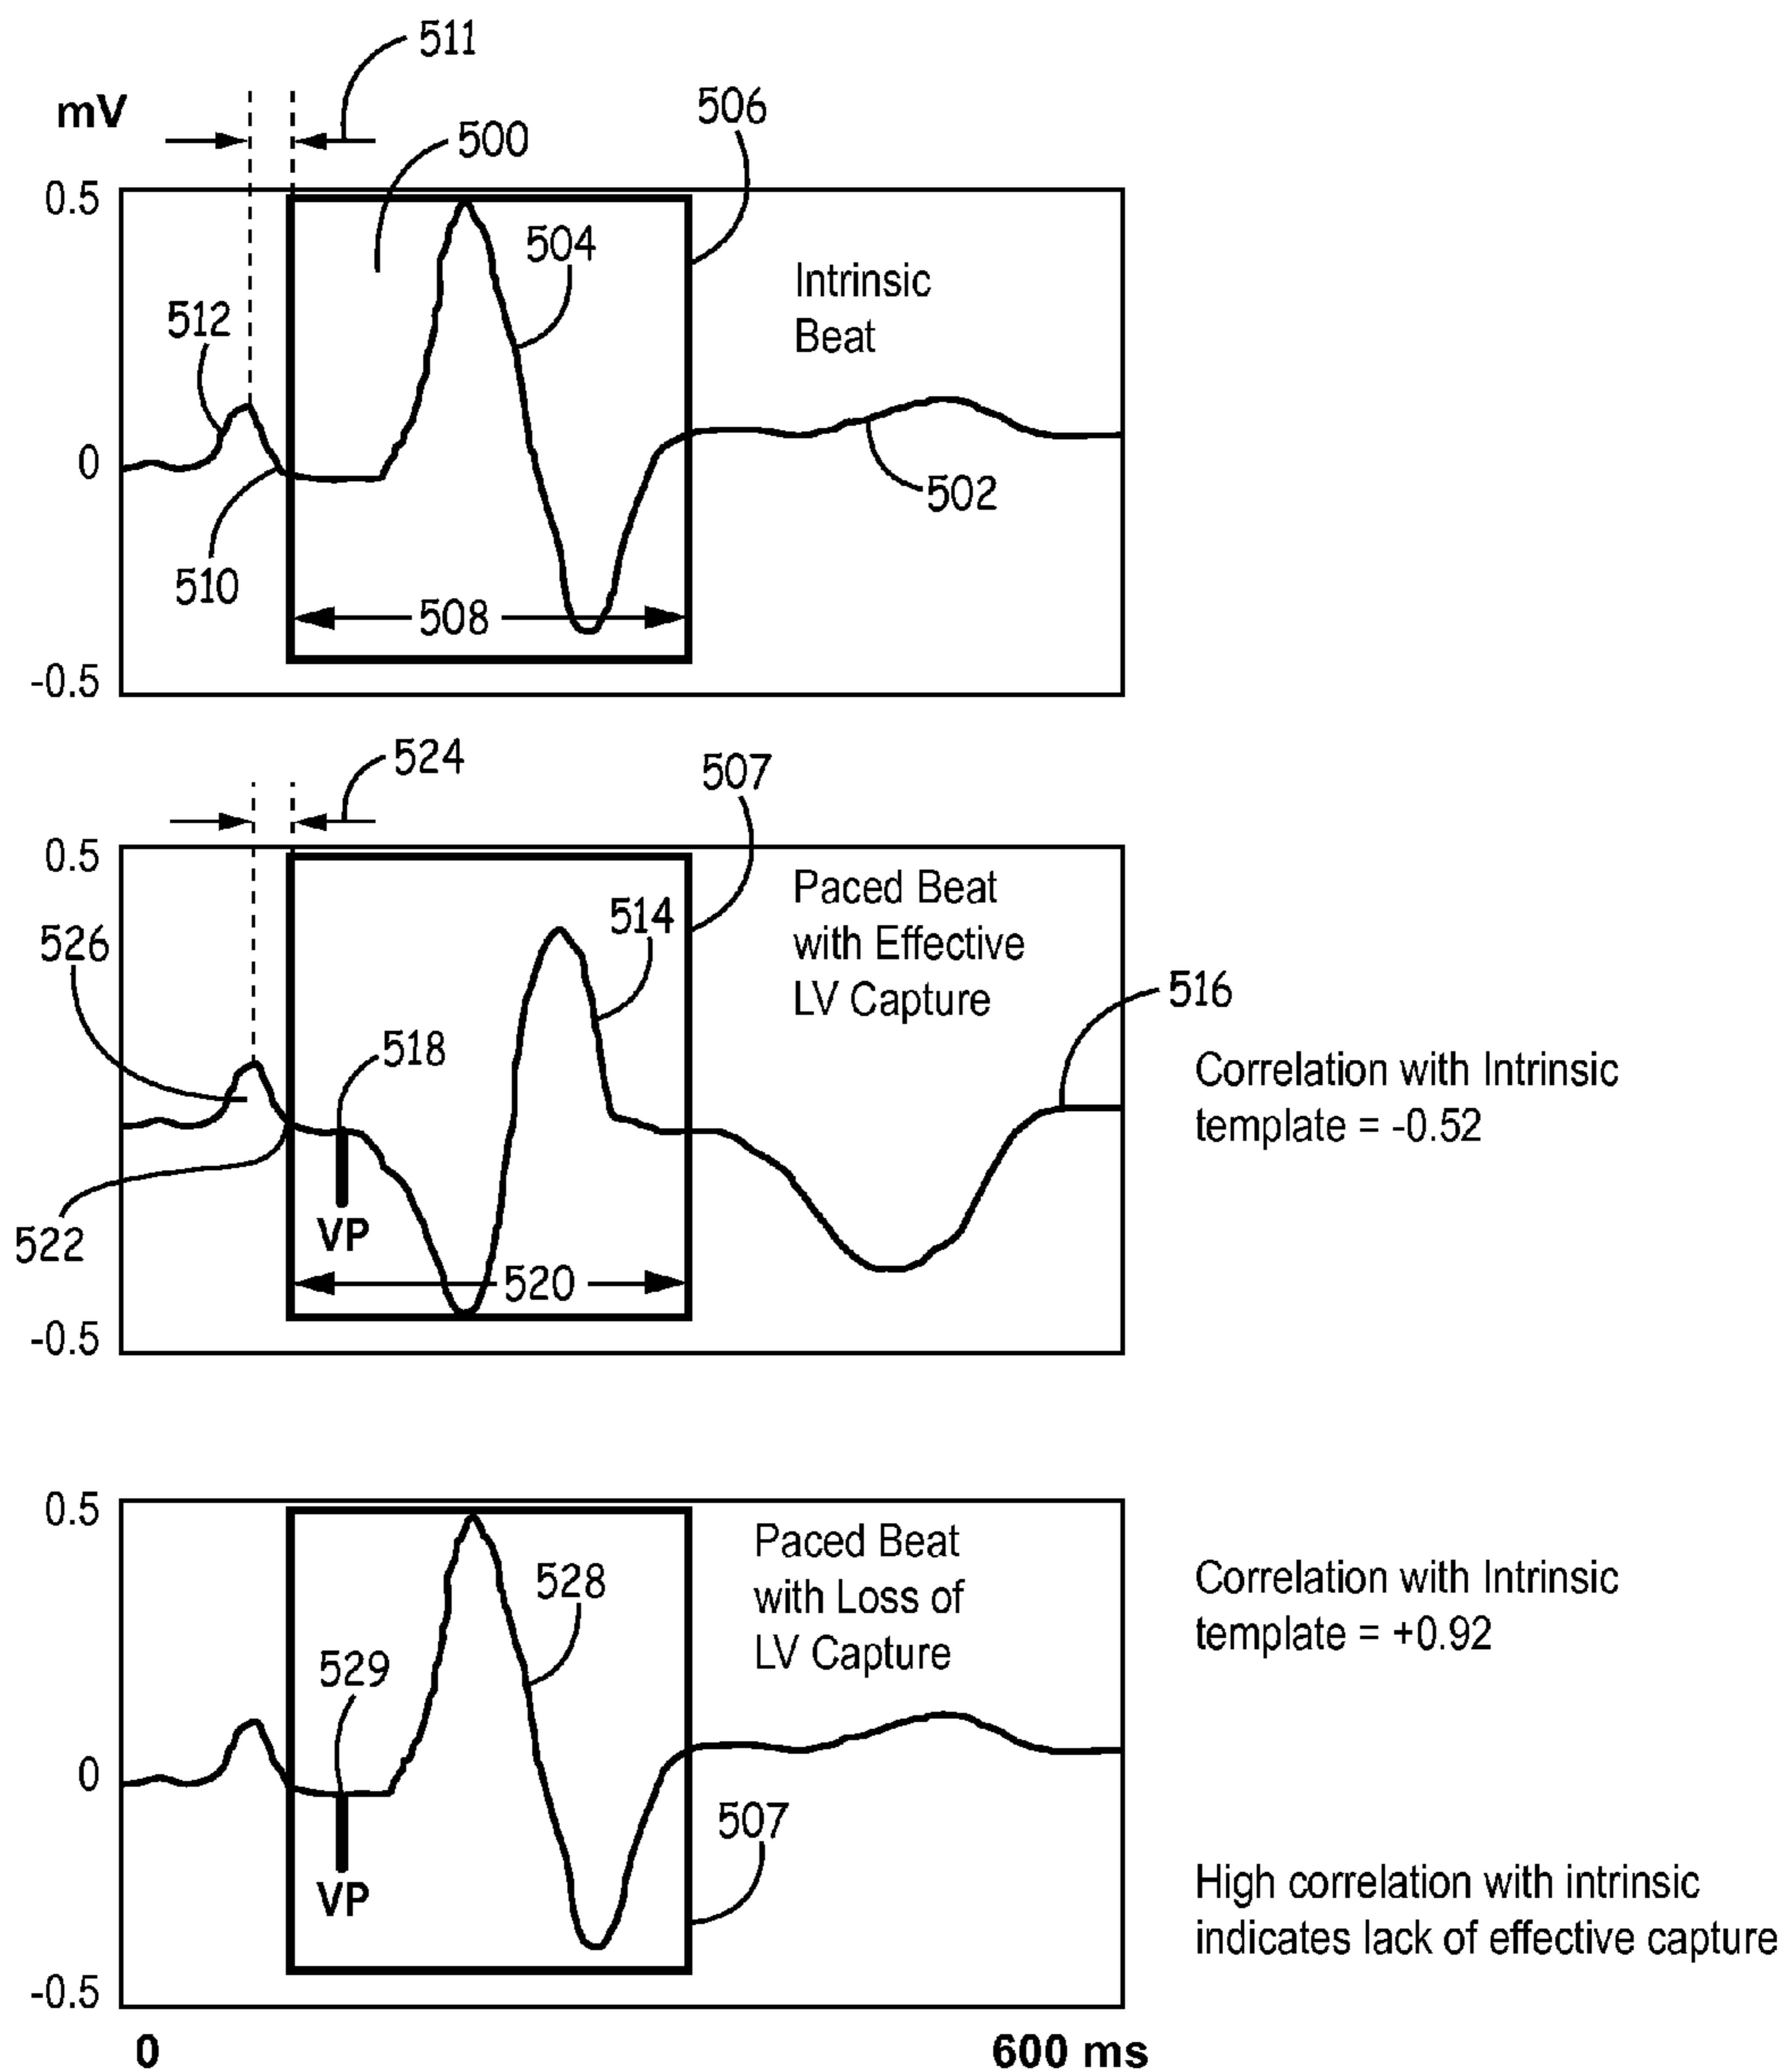 511
mV
506
500
0.5
504
Intrinsic
Beat
512
0
502
510
508
-0.5
524
507
0.5
Paced Beat
with Effective
LV Capture
514
526
516
518
Correlation with Intrinsic
template = -0.52
VP
522
520
-0.5
0.5
Paced Beat
with Loss of
LV Capture
528
Correlation with Intrinsic
template = +0.92
529
0
507
VP
High correlation with intrinsic
indicates lack of effective capture
-0.5
0
600 ms